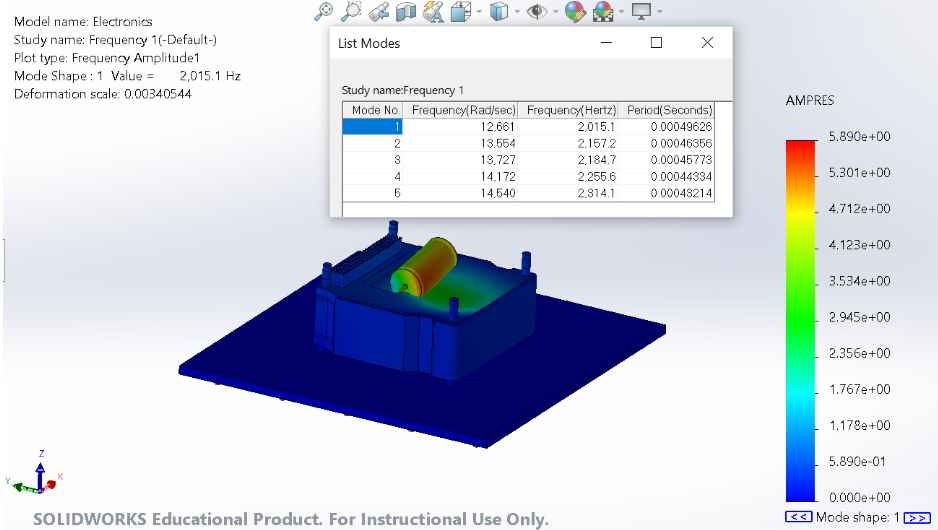 Model name: Electronics
Study name: Frequency 1(-Default-)
Plot type: Frequency Amplitude1
Mode Shape : 1 Value = 2,015.1 Hz
Deformation scale: 0.00340544
List Modes
Study name:Frequency 1
Mode No. Frequency(Rad/sec) Frequency(Hertz) Period(Seconds)
1 12,661 2,015.1 0.00049626
2 13,554 2,157.2 0.00046356
3 13,727 2,184.7 0.00045773
4 14,172 2,255.6 0.00044334
5 14,540 2,314.1 0.00043214
AMPRES
5.890e+00
5.301e+00
4.712e+00
4.123e+00
3.534e+00
2.945e+00
2.356e+00
1.767e+00
1.178e+00
5.890e-01
0.000e+00
<< Mode shape: 1 >>
Z
Y
X
SOLIDWORKS Educational Product. For Instructional Use Only.